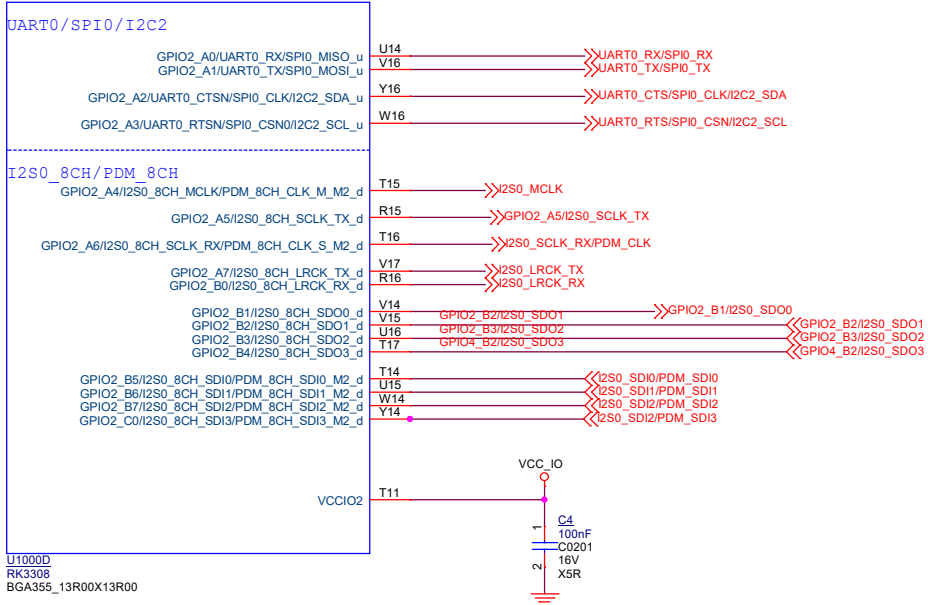 UART0/SPI0/I2C2
GPIO2_A0/UART0_RX/SPI0_MISO_u U14 UART0_RX/SPI0_RX
GPIO2_A1/UART0_TX/SPI0_MOSI_u V16 UART0_TX/SPI0_TX
GPIO2_A2/UART0_CTSN/SPI0_CLK/I2C2_SDA_u Y16 UART0_CTS/SPI0_CLK/I2C2_SDA
GPIO2_A3/UART0_RTSN/SPI0_CSN0/I2C2_SCL_u W16 UART0_RTS/SPI0_CSN/I2C2_SCL
I2S0_8CH/PDM_8CH
GPIO2_A4/I2S0_8CH_MCLK/PDM_8CH_CLK_M_M2_d T15 I2S0_MCLK
GPIO2_A5/I2S0_8CH_SCLK_TX_d R15 GPIO2_A5/I2S0_SCLK_TX
GPIO2_A6/I2S0_8CH_SCLK_RX/PDM_8CH_CLK_S_M2_d T16 I2S0_SCLK_RX/PDM_CLK
GPIO2_A7/I2S0_8CH_LRCK_TX_d V17 I2S0_LRCK_TX
GPIO2_B0/I2S0_8CH_LRCK_RX_d R16 I2S0_LRCK_RX
GPIO2_B1/I2S0_8CH_SDO0_d V14 GPIO2_B1/I2S0_SDO0
GPIO2_B2/I2S0_8CH_SDO1_d V15 GPIO2_B2/I2S0_SDO1 GPIO2_B2/I2S0_SDO1
GPIO2_B3/I2S0_8CH_SDO2_d U16 GPIO2_B3/I2S0_SDO2 GPIO2_B3/I2S0_SDO2
GPIO2_B4/I2S0_8CH_SDO3_d T17 GPIO4_B2/I2S0_SDO3 GPIO4_B2/I2S0_SDO3
GPIO2_B5/I2S0_8CH_SDI0/PDM_8CH_SDI0_M2_d T14 I2S0_SDI0/PDM_SDI0
GPIO2_B6/I2S0_8CH_SDI1/PDM_8CH_SDI1_M2_d U15 I2S0_SDI1/PDM_SDI1
GPIO2_B7/I2S0_8CH_SDI2/PDM_8CH_SDI2_M2_d W14 I2S0_SDI2/PDM_SDI2
GPIO2_C0/I2S0_8CH_SDI3/PDM_8CH_SDI3_M2_d Y14 I2S0_SDI2/PDM_SDI3
VCC_IO
VCCIO2 T11
1 C4
100nF
C0201
2 16V
X5R
U1000D
RK3308
BGA355_13R00X13R00